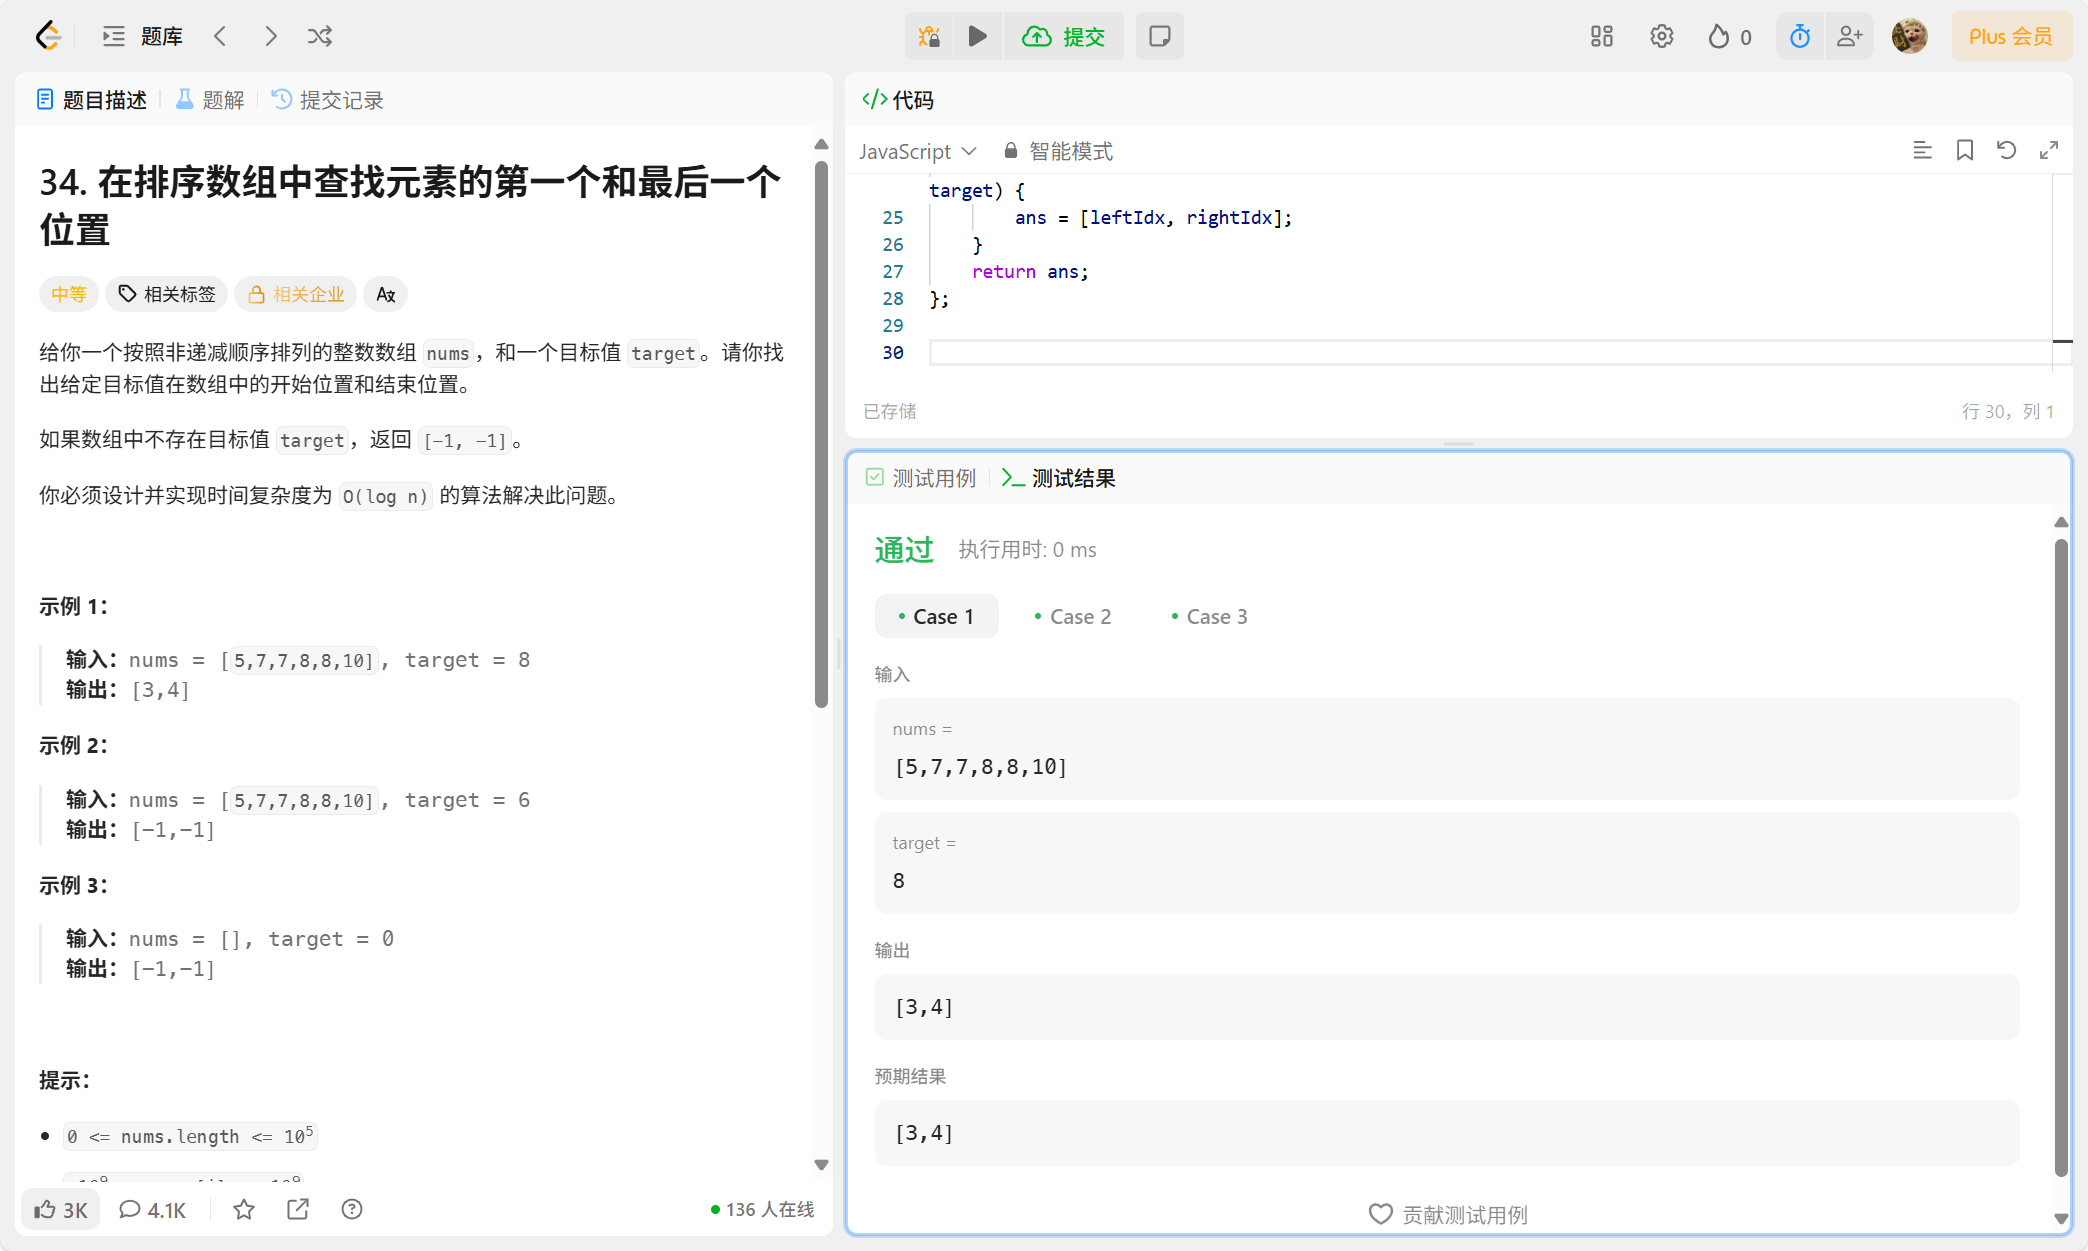 题库
提交
0
Plus 会员
题目描述
题解
提交记录
34. 在排序数组中查找元素的第一个和最后一个
位置
中等
相关标签
相关企业
给你一个按照非递减顺序排列的整数数组 nums，和一个目标值 target。请你找
出给定目标值在数组中的开始位置和结束位置。
如果数组中不存在目标值 target，返回 [-1, -1]。
你必须设计并实现时间复杂度为 O(log n) 的算法解决此问题。
示例 1：
输入：nums = [5,7,7,8,8,10], target = 8
输出：[3,4]
示例 2：
输入：nums = [5,7,7,8,8,10], target = 6
输出：[-1,-1]
示例 3：
输入：nums = [], target = 0
输出：[-1,-1]
提示：
0 <= nums.length <= 10⁵
3K
4.1K
136 人在线
代码
JavaScript
智能模式
target) {
25 ans = [leftIdx, rightIdx];
26 }
27 return ans;
28 };
29
30
已存储
行 30，列 1
测试用例
测试结果
通过
执行用时: 0 ms
Case 1
Case 2
Case 3
输入
nums =
[5,7,7,8,8,10]
target =
8
输出
[3,4]
预期结果
[3,4]
贡献测试用例